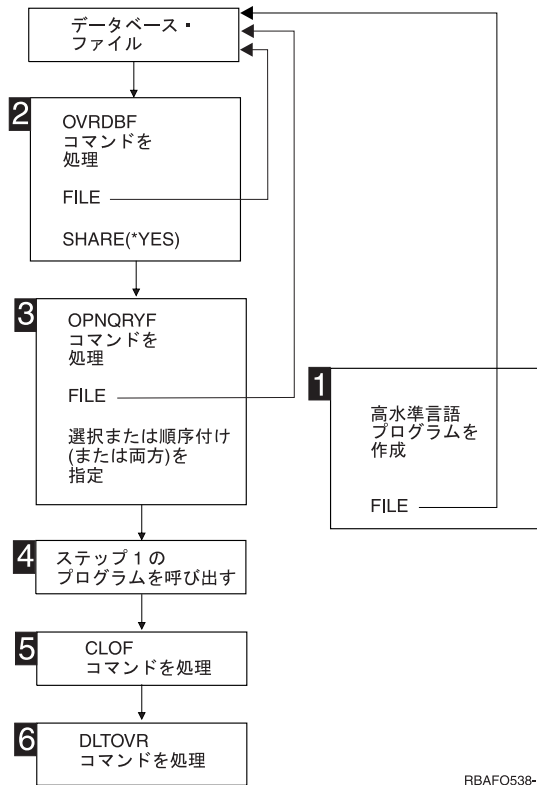 データベース・
ファイル
2
OVRDBF
コマンドを
処理
FILE
SHARE(*YES)
3
OPNQRYF
コマンドを
処理
FILE
選択または順序付け
(または両方)を
指定
1
高水準言語
プログラムを
作成
FILE
4
ステップ1の
プログラムを呼び出す
5
CLOF
コマンドを処理
6
DLTOVR
コマンドを処理
RBAFO538-